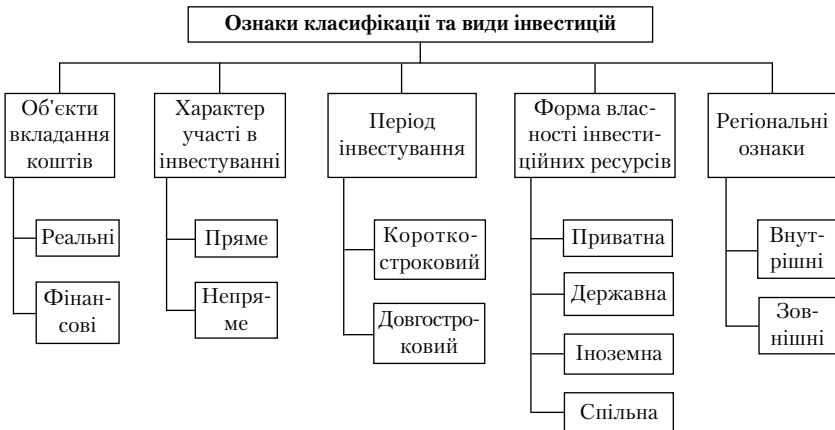 Ознаки класифікації та види інвестицій
Об'єкти
вкладання
коштів
Характер
участі в
інвестуванні
Період
інвестування
Форма влас-
ності інвести-
ційних ресурсів
Регіональні
ознаки
Реальні
Фінан-
сові
Пряме
Непря-
ме
Коротко-
строковий
Довгостро-
ковий
Приватна
Державна
Іноземна
Спільна
Внут-
рішні
Зов-
нішні